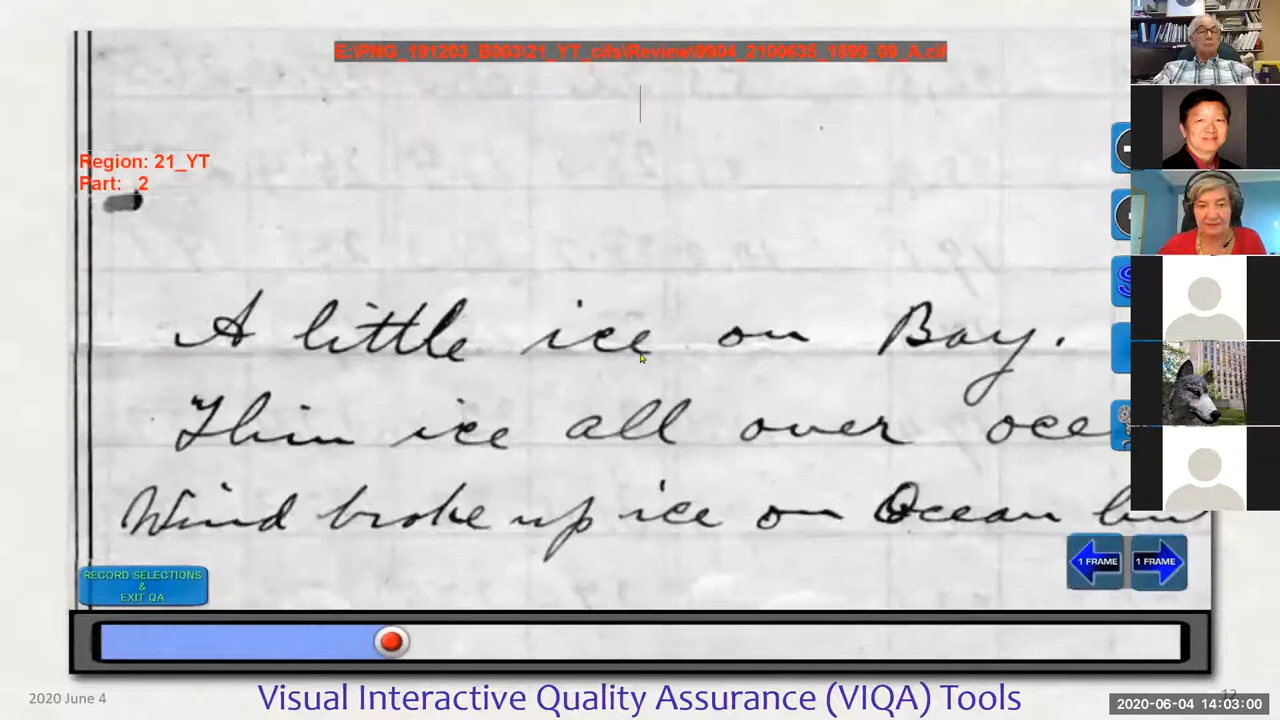 E:\PNG_191203_B003\21_YT_cifs\Review\9904_2100635_1899_09_A.cif
Region: 21_YT
Part: 2
A little ice on Bay.
Thin ice all over oce
Wind broke up ice on Ocean
1 FRAME
1 FRAME
RECORD SELECTIONS
&
EXIT QA
2020 June 4
Visual Interactive Quality Assurance (VIQA) Tools
12
2020-06-04 14:03:00